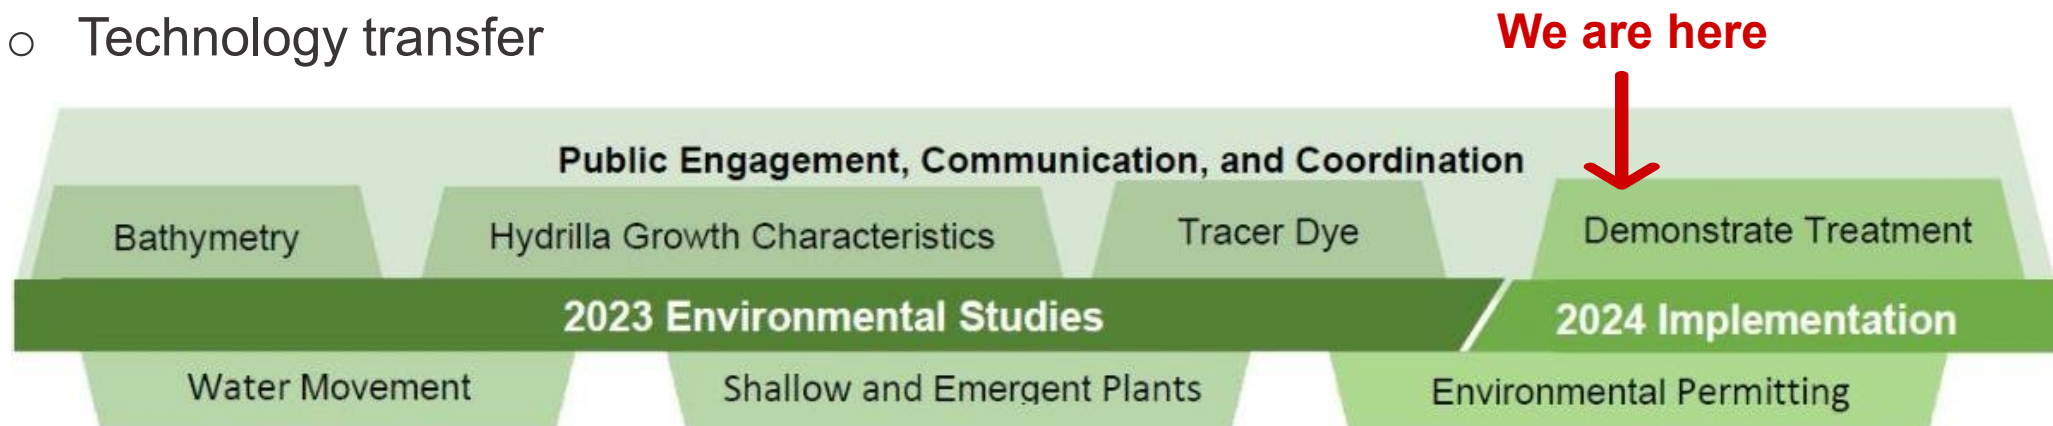 ○ Technology transfer
We are here
Public Engagement, Communication, and Coordination
Bathymetry
Hydrilla Growth Characteristics
Tracer Dye
Demonstrate Treatment
2023 Environmental Studies
2024 Implementation
Water Movement
Shallow and Emergent Plants
Environmental Permitting